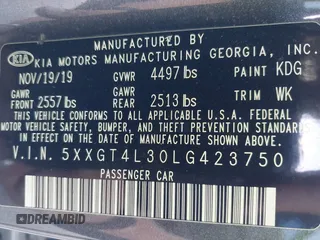 MANUFACTURED BY
KIA KIA MOTORS MANUFACTURING GEORGIA, INC.
NOV/19/19 GVWR 4497 lbs PAINT KDG
GAWR FRONT 2557 lbs GAWR REAR 2513 lbs TRIM WK
THIS VEHICLE CONFORMS TO ALL APPLICABLE U.S.A. FEDERAL
MOTOR VEHICLE SAFETY, BUMPER, AND THEFT PREVENTION
STANDARDS IN EFFECT ON THE DATE OF MANUFACTURE SHOWN ABOVE.
V.I.N. 5XXGT4L30LG423750
PASSENGER CAR
DREAMBID